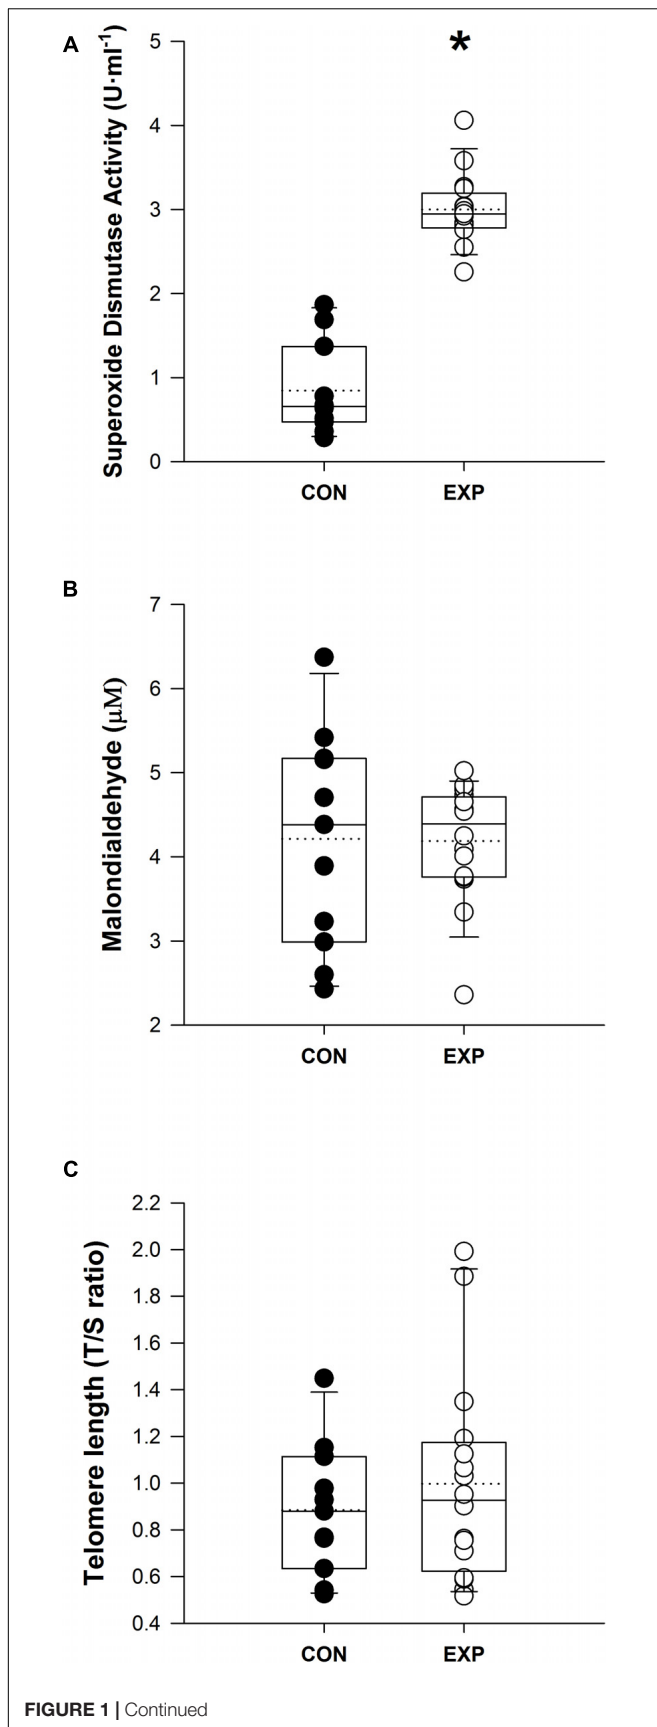 A
Superoxide Dismutase Activity (U·ml⁻¹)
5
*
4
3
2
1
0
CON EXP
B
Malondialdehyde (μM)
7
6
5
4
3
2
CON EXP
C
Telomere length (T/S ratio)
2.2
2.0
1.8
1.6
1.4
1.2
1.0
0.8
0.6
0.4
CON EXP
FIGURE 1 | Continued